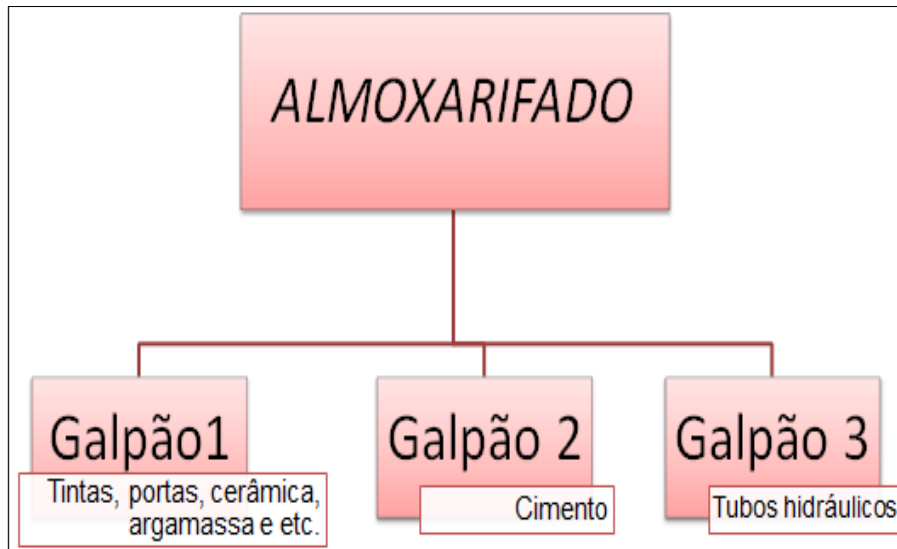 ALMOXARIFADO
Galpão1
Tintas, portas, cerâmica,
argamassa e etc.
Galpão 2
Cimento
Galpão 3
Tubos hidráulicos